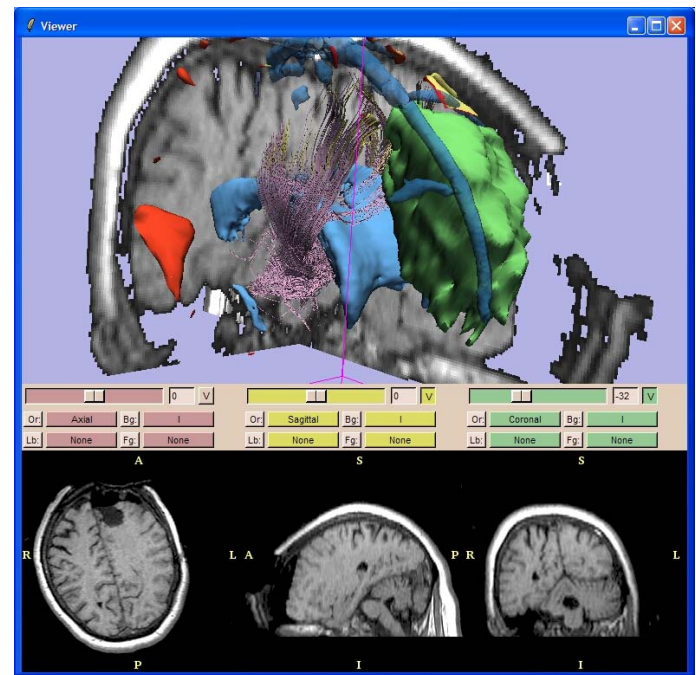 Viewer
0 V 0 V -32 V
Or: Axial Bg: I Or: Sagittal Bg: I Or: Coronal Bg: I
Lb: None Fg: None Lb: None Fg: None Lb: None Fg: None
A S S
R L A P R L
P I I